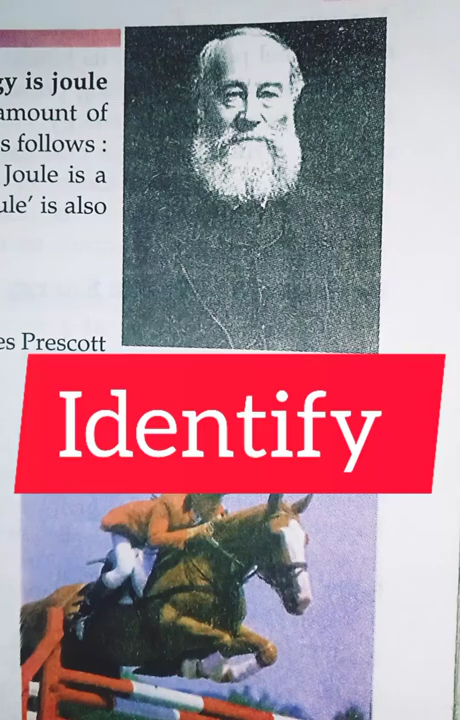 gy is joule
amount of
s follows :
Joule is a
ule' is also
es Prescott
Identify